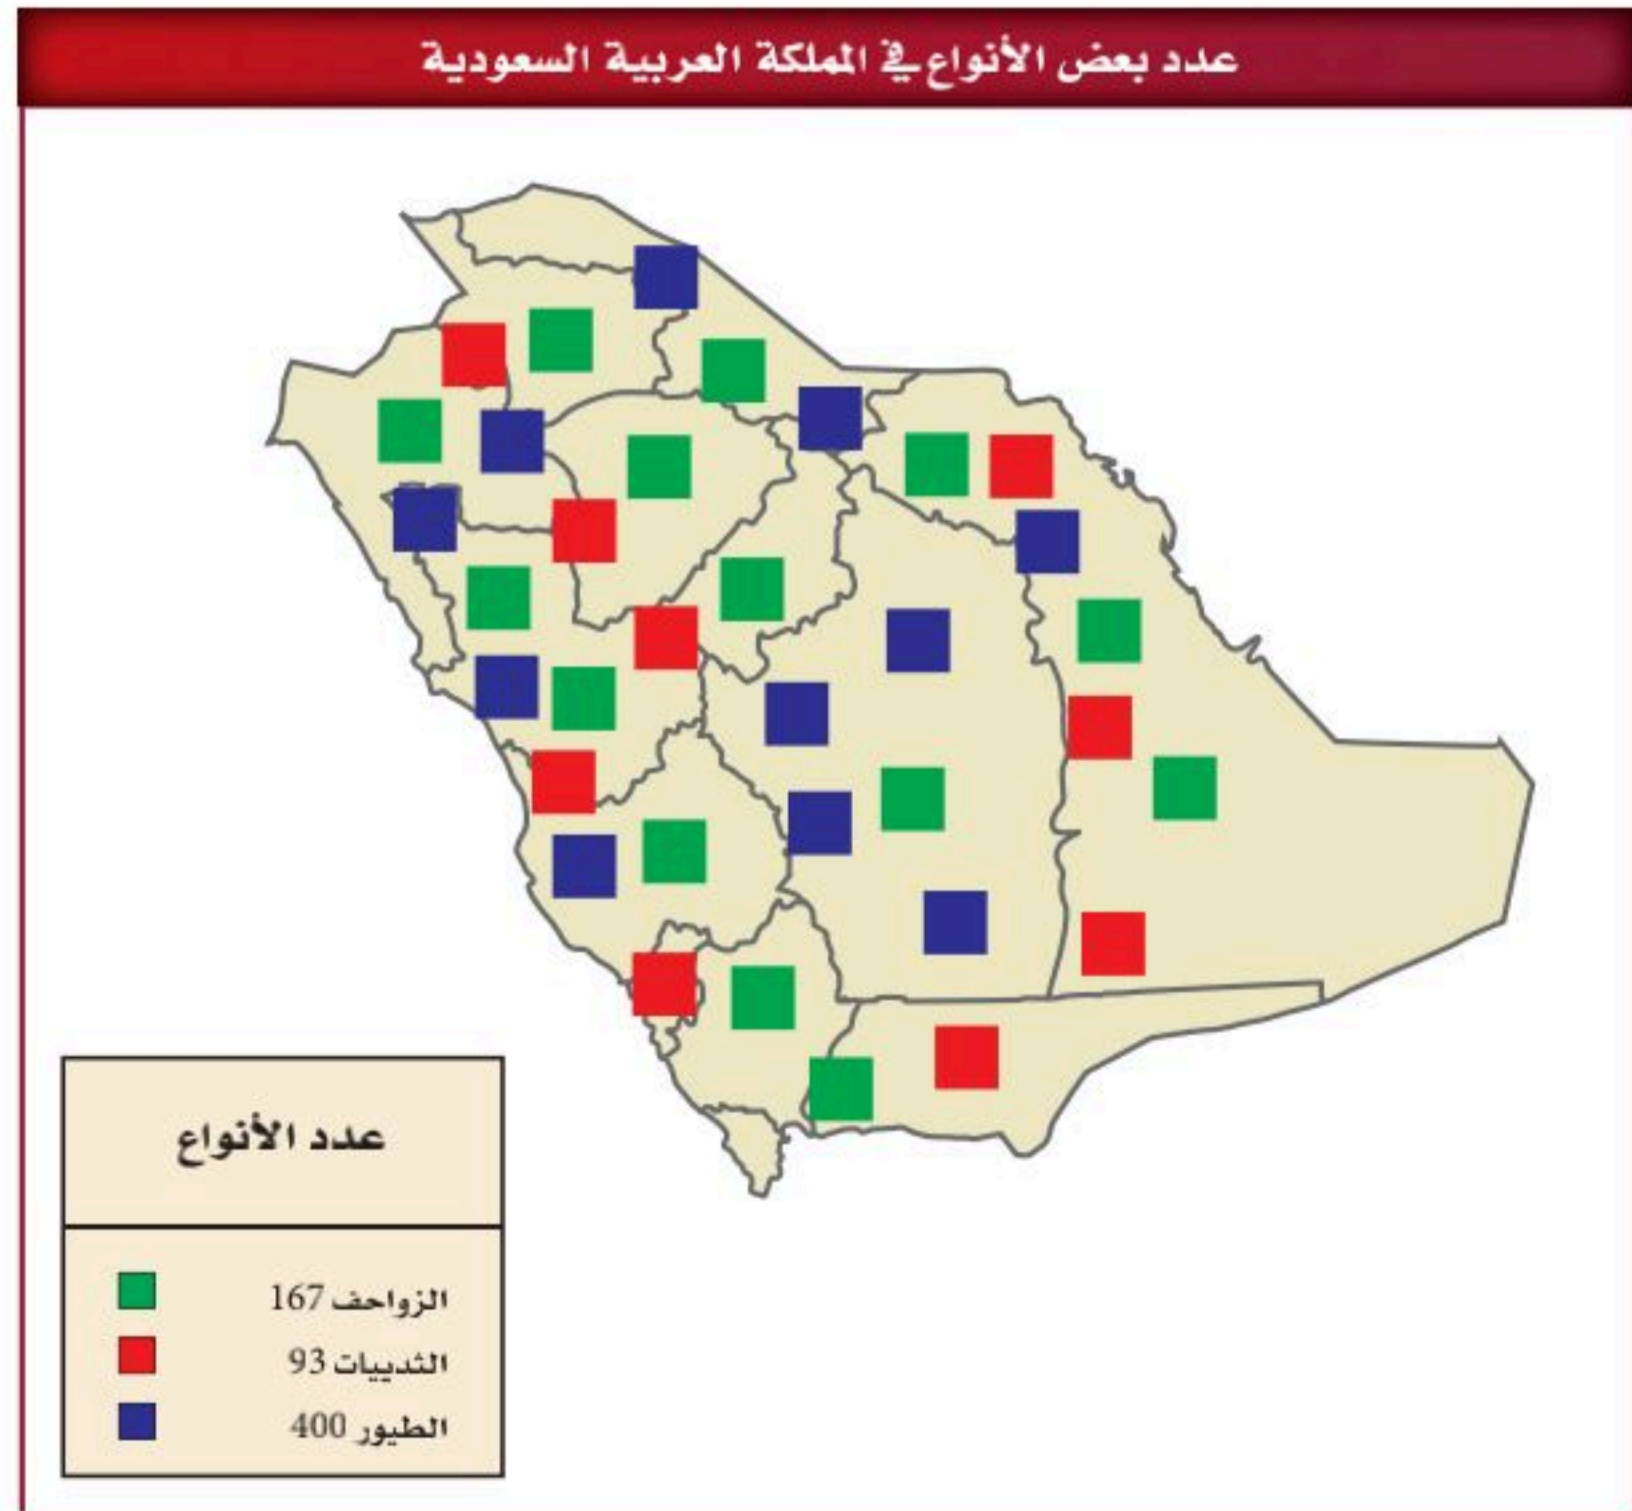 عدد بعض الأنواع في المملكة العربية السعودية
عدد الأنواع
الزواحف 167
الثدييات 93
الطيور 400